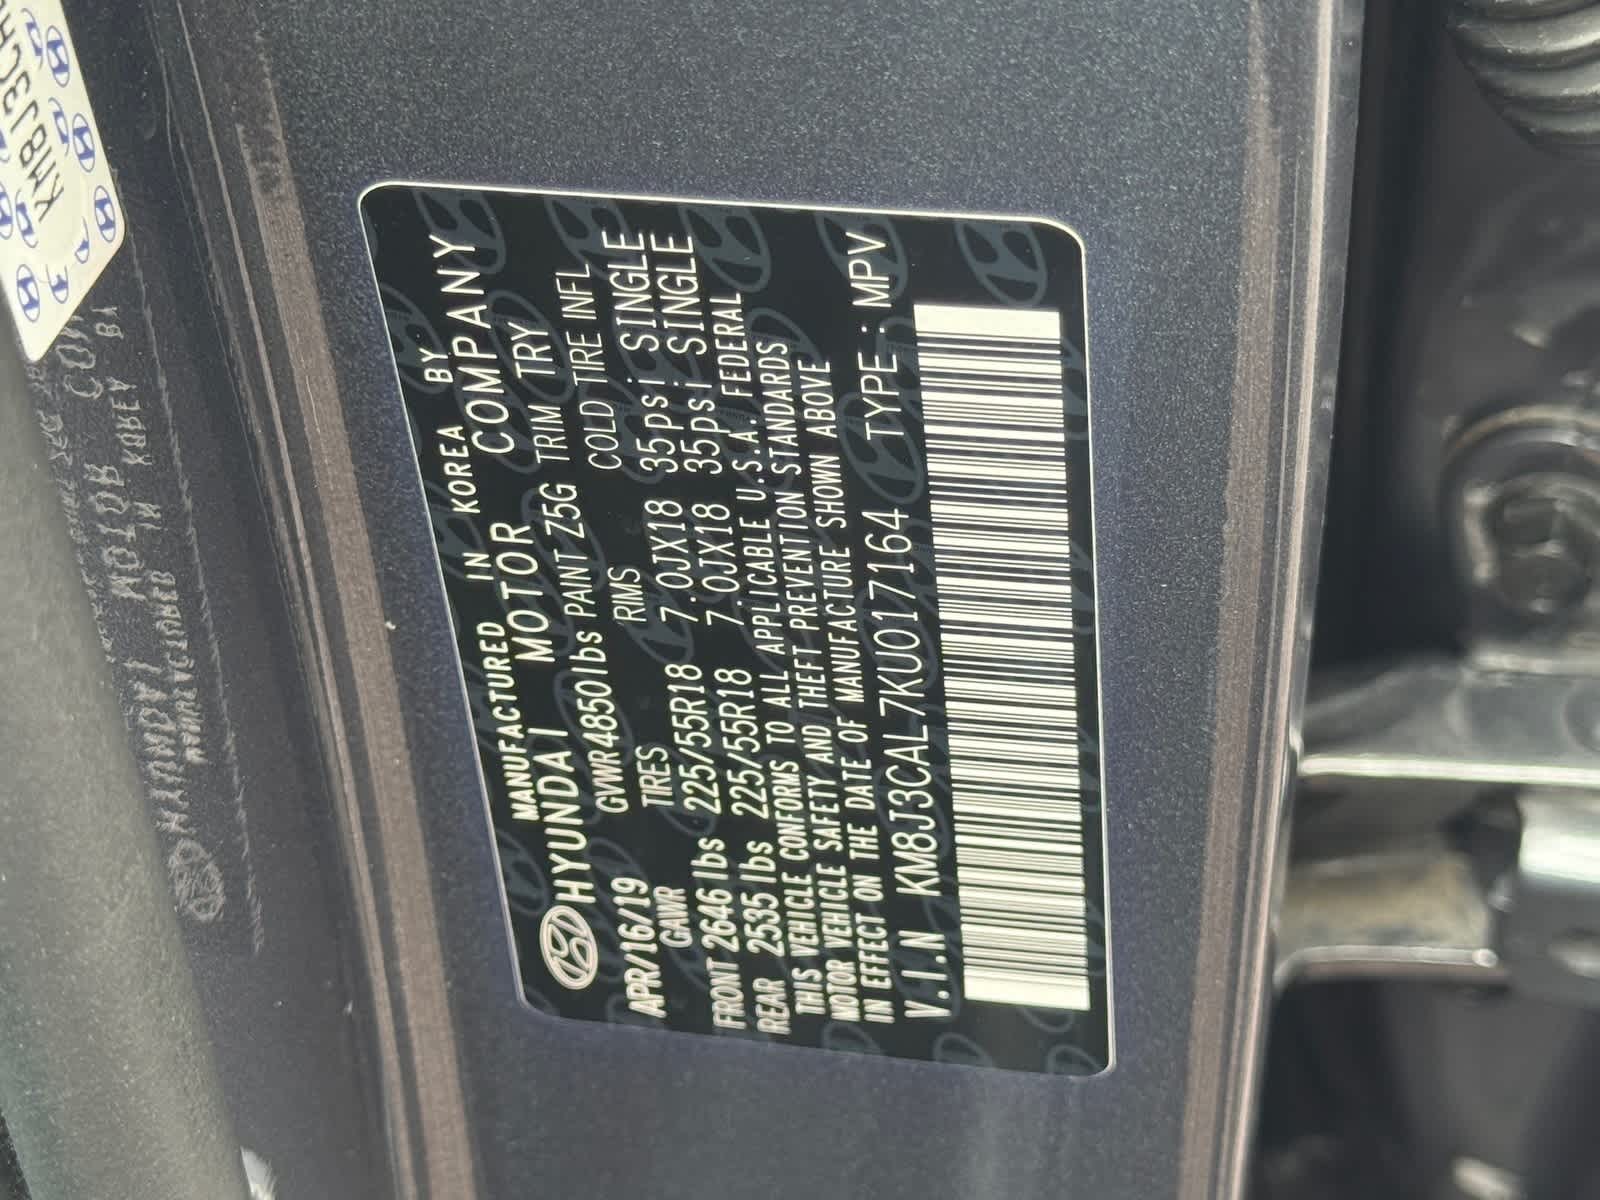 MANUFACTURED IN KOREA BY
HYUNDAI MOTOR COMPANY
APR/16/19 GVWR4850lbs PAINT Z5G TRIM TRY
GAWR TIRES RIMS COLD TIRE INFL
FRONT 2646 lbs 225/55R18 7.0JX18 35psi SINGLE
REAR 2535 lbs 225/55R18 7.0JX18 35psi SINGLE
THIS VEHICLE CONFORMS TO ALL APPLICABLE U.S.A. FEDERAL
MOTOR VEHICLE SAFETY AND THEFT PREVENTION STANDARDS
IN EFFECT ON THE DATE OF MANUFACTURE SHOWN ABOVE
V.I.N KM8J3CAL7KU017164 TYPE : MPV
KM8J3CA